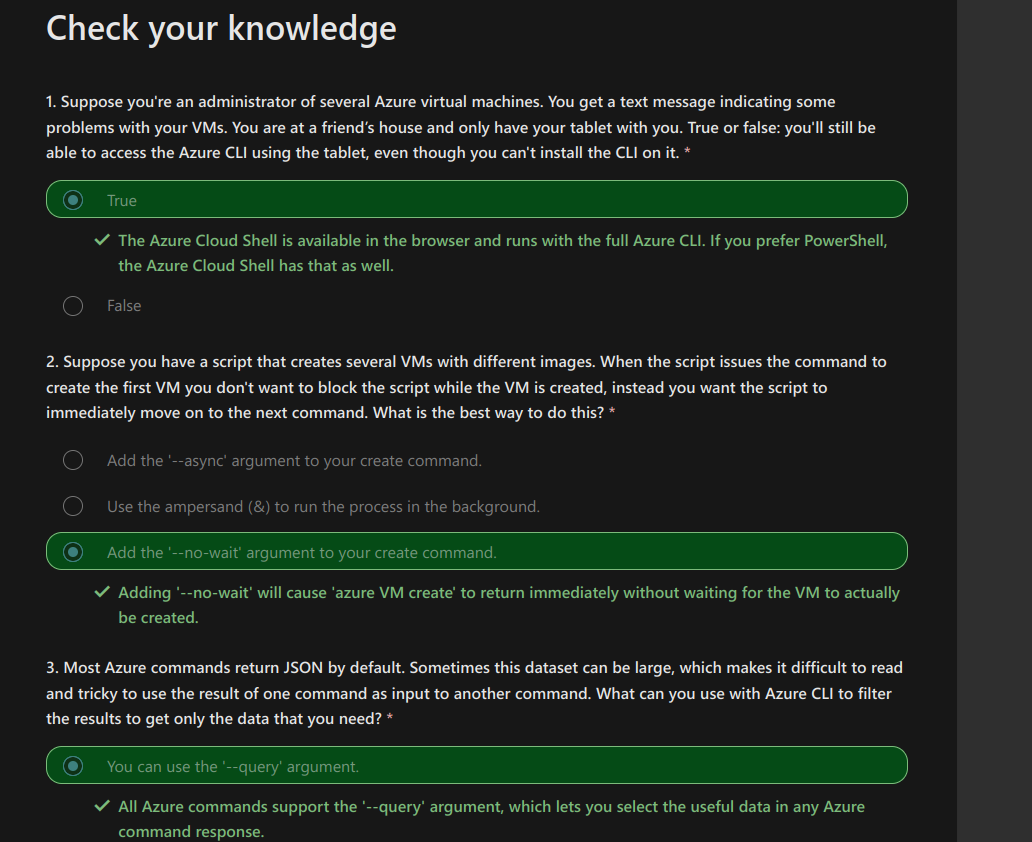 Check your knowledge
1. Suppose you're an administrator of several Azure virtual machines. You get a text message indicating some
problems with your VMs. You are at a friend’s house and only have your tablet with you. True or false: you'll still be
able to access the Azure CLI using the tablet, even though you can't install the CLI on it. *
True
The Azure Cloud Shell is available in the browser and runs with the full Azure CLI. If you prefer PowerShell,
the Azure Cloud Shell has that as well.
False
2. Suppose you have a script that creates several VMs with different images. When the script issues the command to
create the first VM you don't want to block the script while the VM is created, instead you want the script to
immediately move on to the next command. What is the best way to do this? *
Add the '--async' argument to your create command.
Use the ampersand (&) to run the process in the background.
Add the '--no-wait' argument to your create command.
Adding '--no-wait' will cause 'azure VM create' to return immediately without waiting for the VM to actually
be created.
3. Most Azure commands return JSON by default. Sometimes this dataset can be large, which makes it difficult to read
and tricky to use the result of one command as input to another command. What can you use with Azure CLI to filter
the results to get only the data that you need? *
You can use the '--query' argument.
All Azure commands support the '--query' argument, which lets you select the useful data in any Azure
command response.